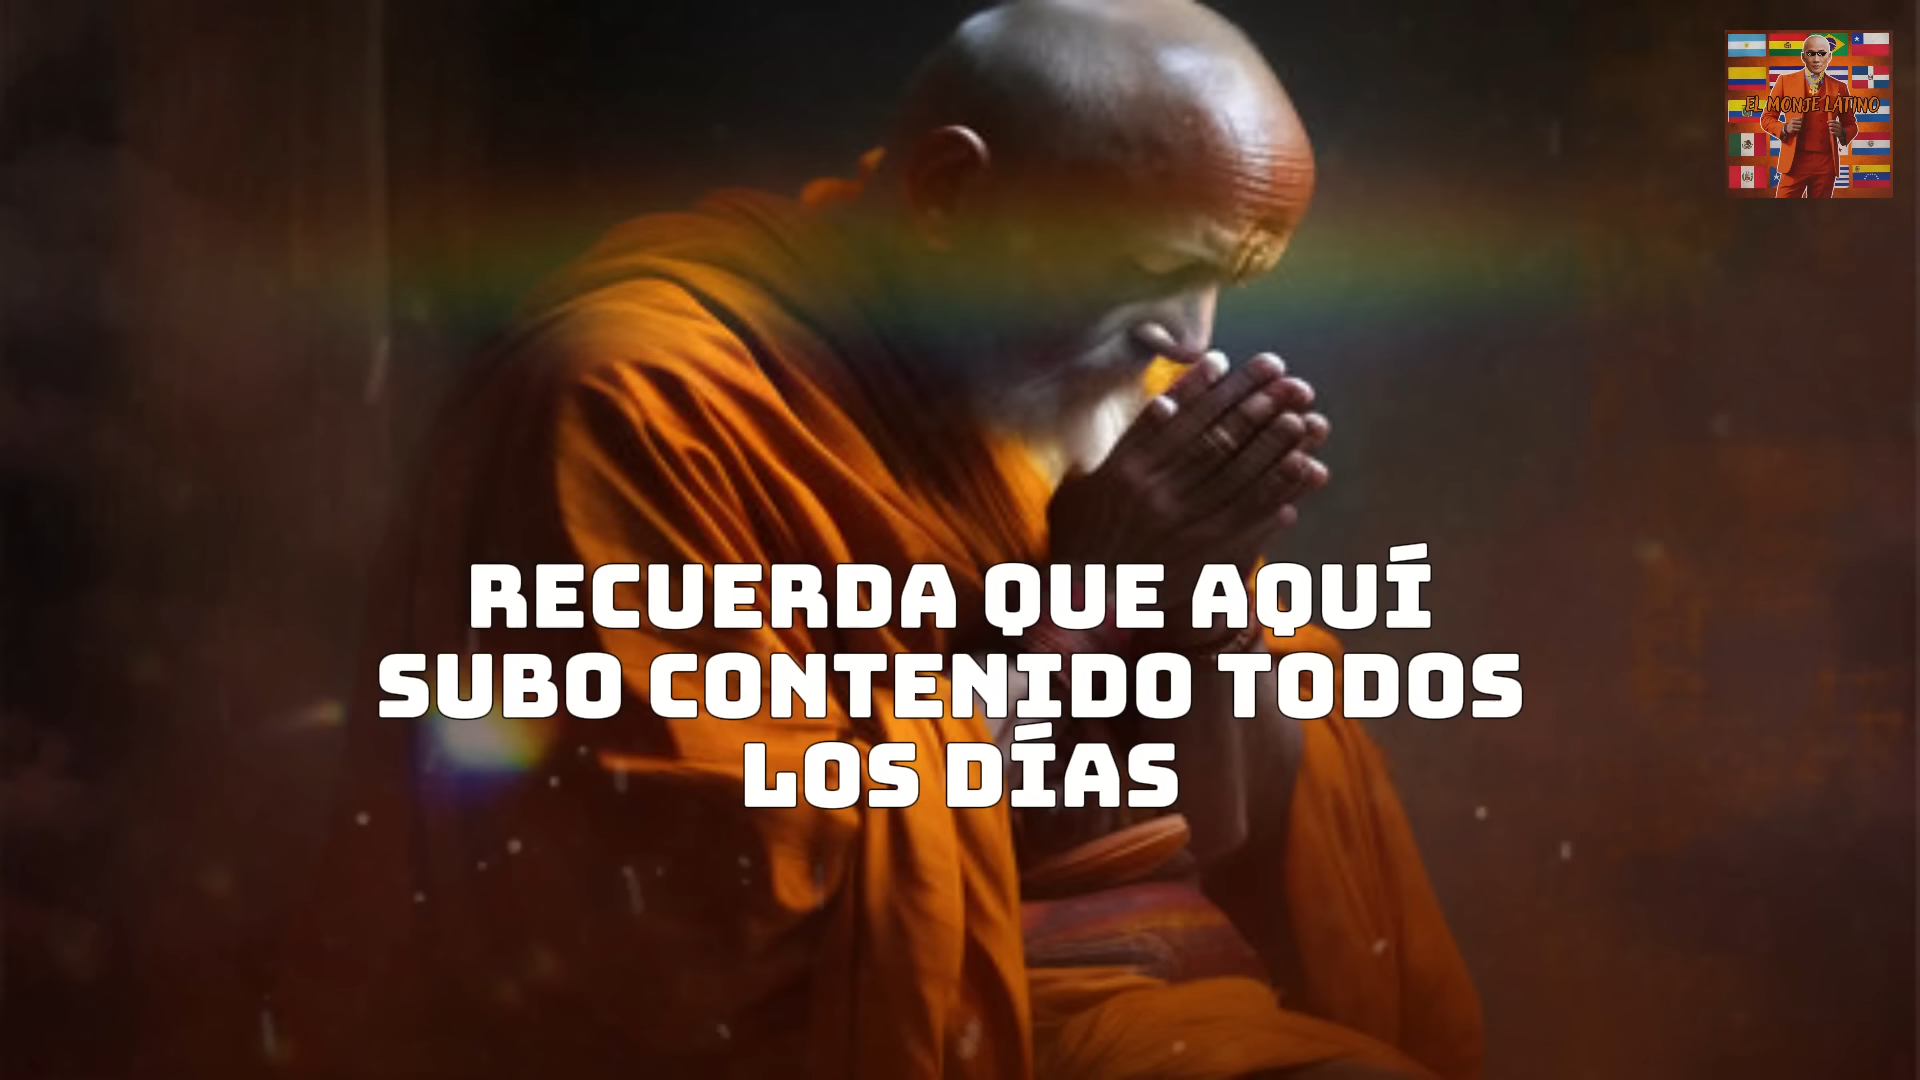 EL MONJE LATINO
RECUERDA QUE AQUÍ
SUBO CONTENIDO TODOS
LOS DÍAS